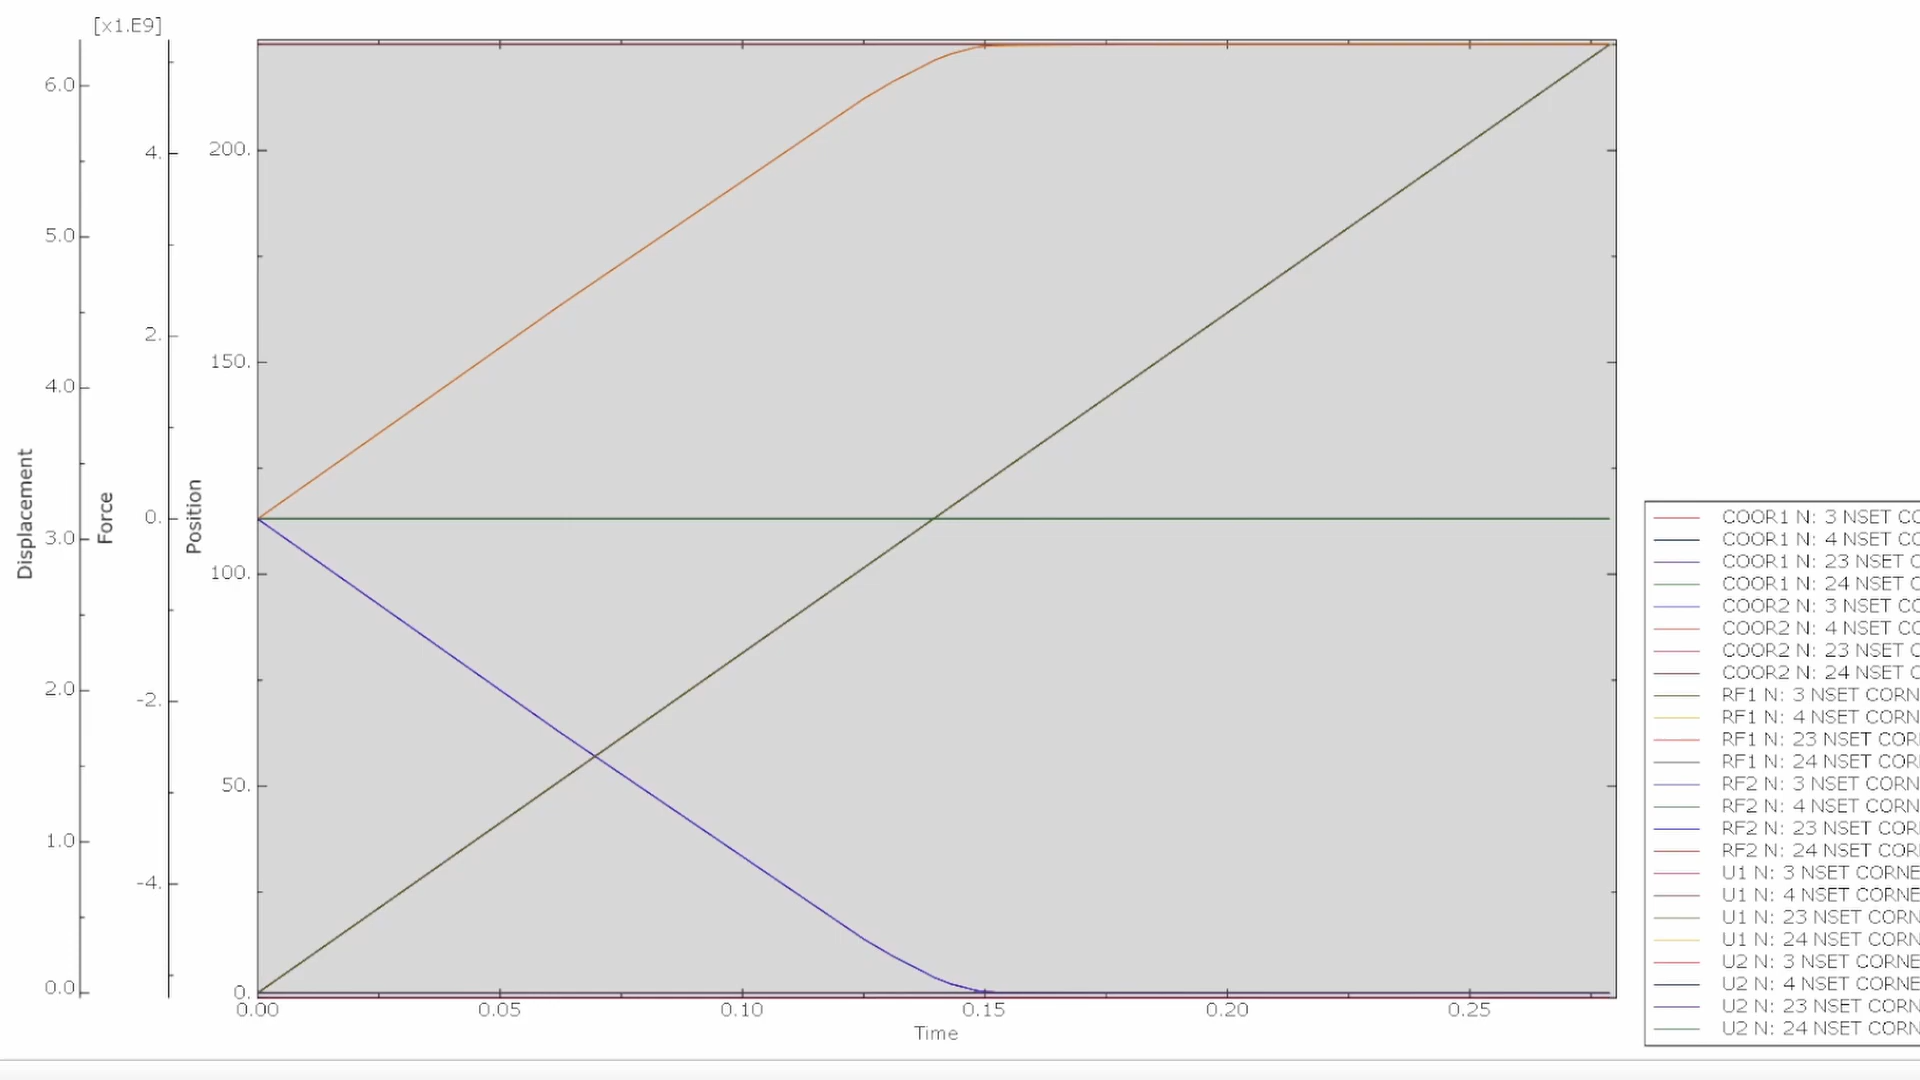 [x1.E9]
6.0
5.0
4.0
3.0
2.0
1.0
0.0
Displacement
4.
2.
0.
-2.
-4.
Force
200.
150.
100.
50.
0.
Position
0.00 0.05 0.10 0.15 0.20 0.25
Time
COOR1 N: 3 NSET CO
COOR1 N: 4 NSET CO
COOR1 N: 23 NSET C
COOR1 N: 24 NSET C
COOR2 N: 3 NSET CO
COOR2 N: 4 NSET CO
COOR2 N: 23 NSET C
COOR2 N: 24 NSET C
RF1 N: 3 NSET CORN
RF1 N: 4 NSET CORN
RF1 N: 23 NSET COR
RF1 N: 24 NSET COR
RF2 N: 3 NSET CORN
RF2 N: 4 NSET CORN
RF2 N: 23 NSET COR
RF2 N: 24 NSET COR
U1 N: 3 NSET CORNE
U1 N: 4 NSET CORNE
U1 N: 23 NSET CORN
U1 N: 24 NSET CORN
U2 N: 3 NSET CORNE
U2 N: 4 NSET CORNE
U2 N: 23 NSET CORN
U2 N: 24 NSET CORN